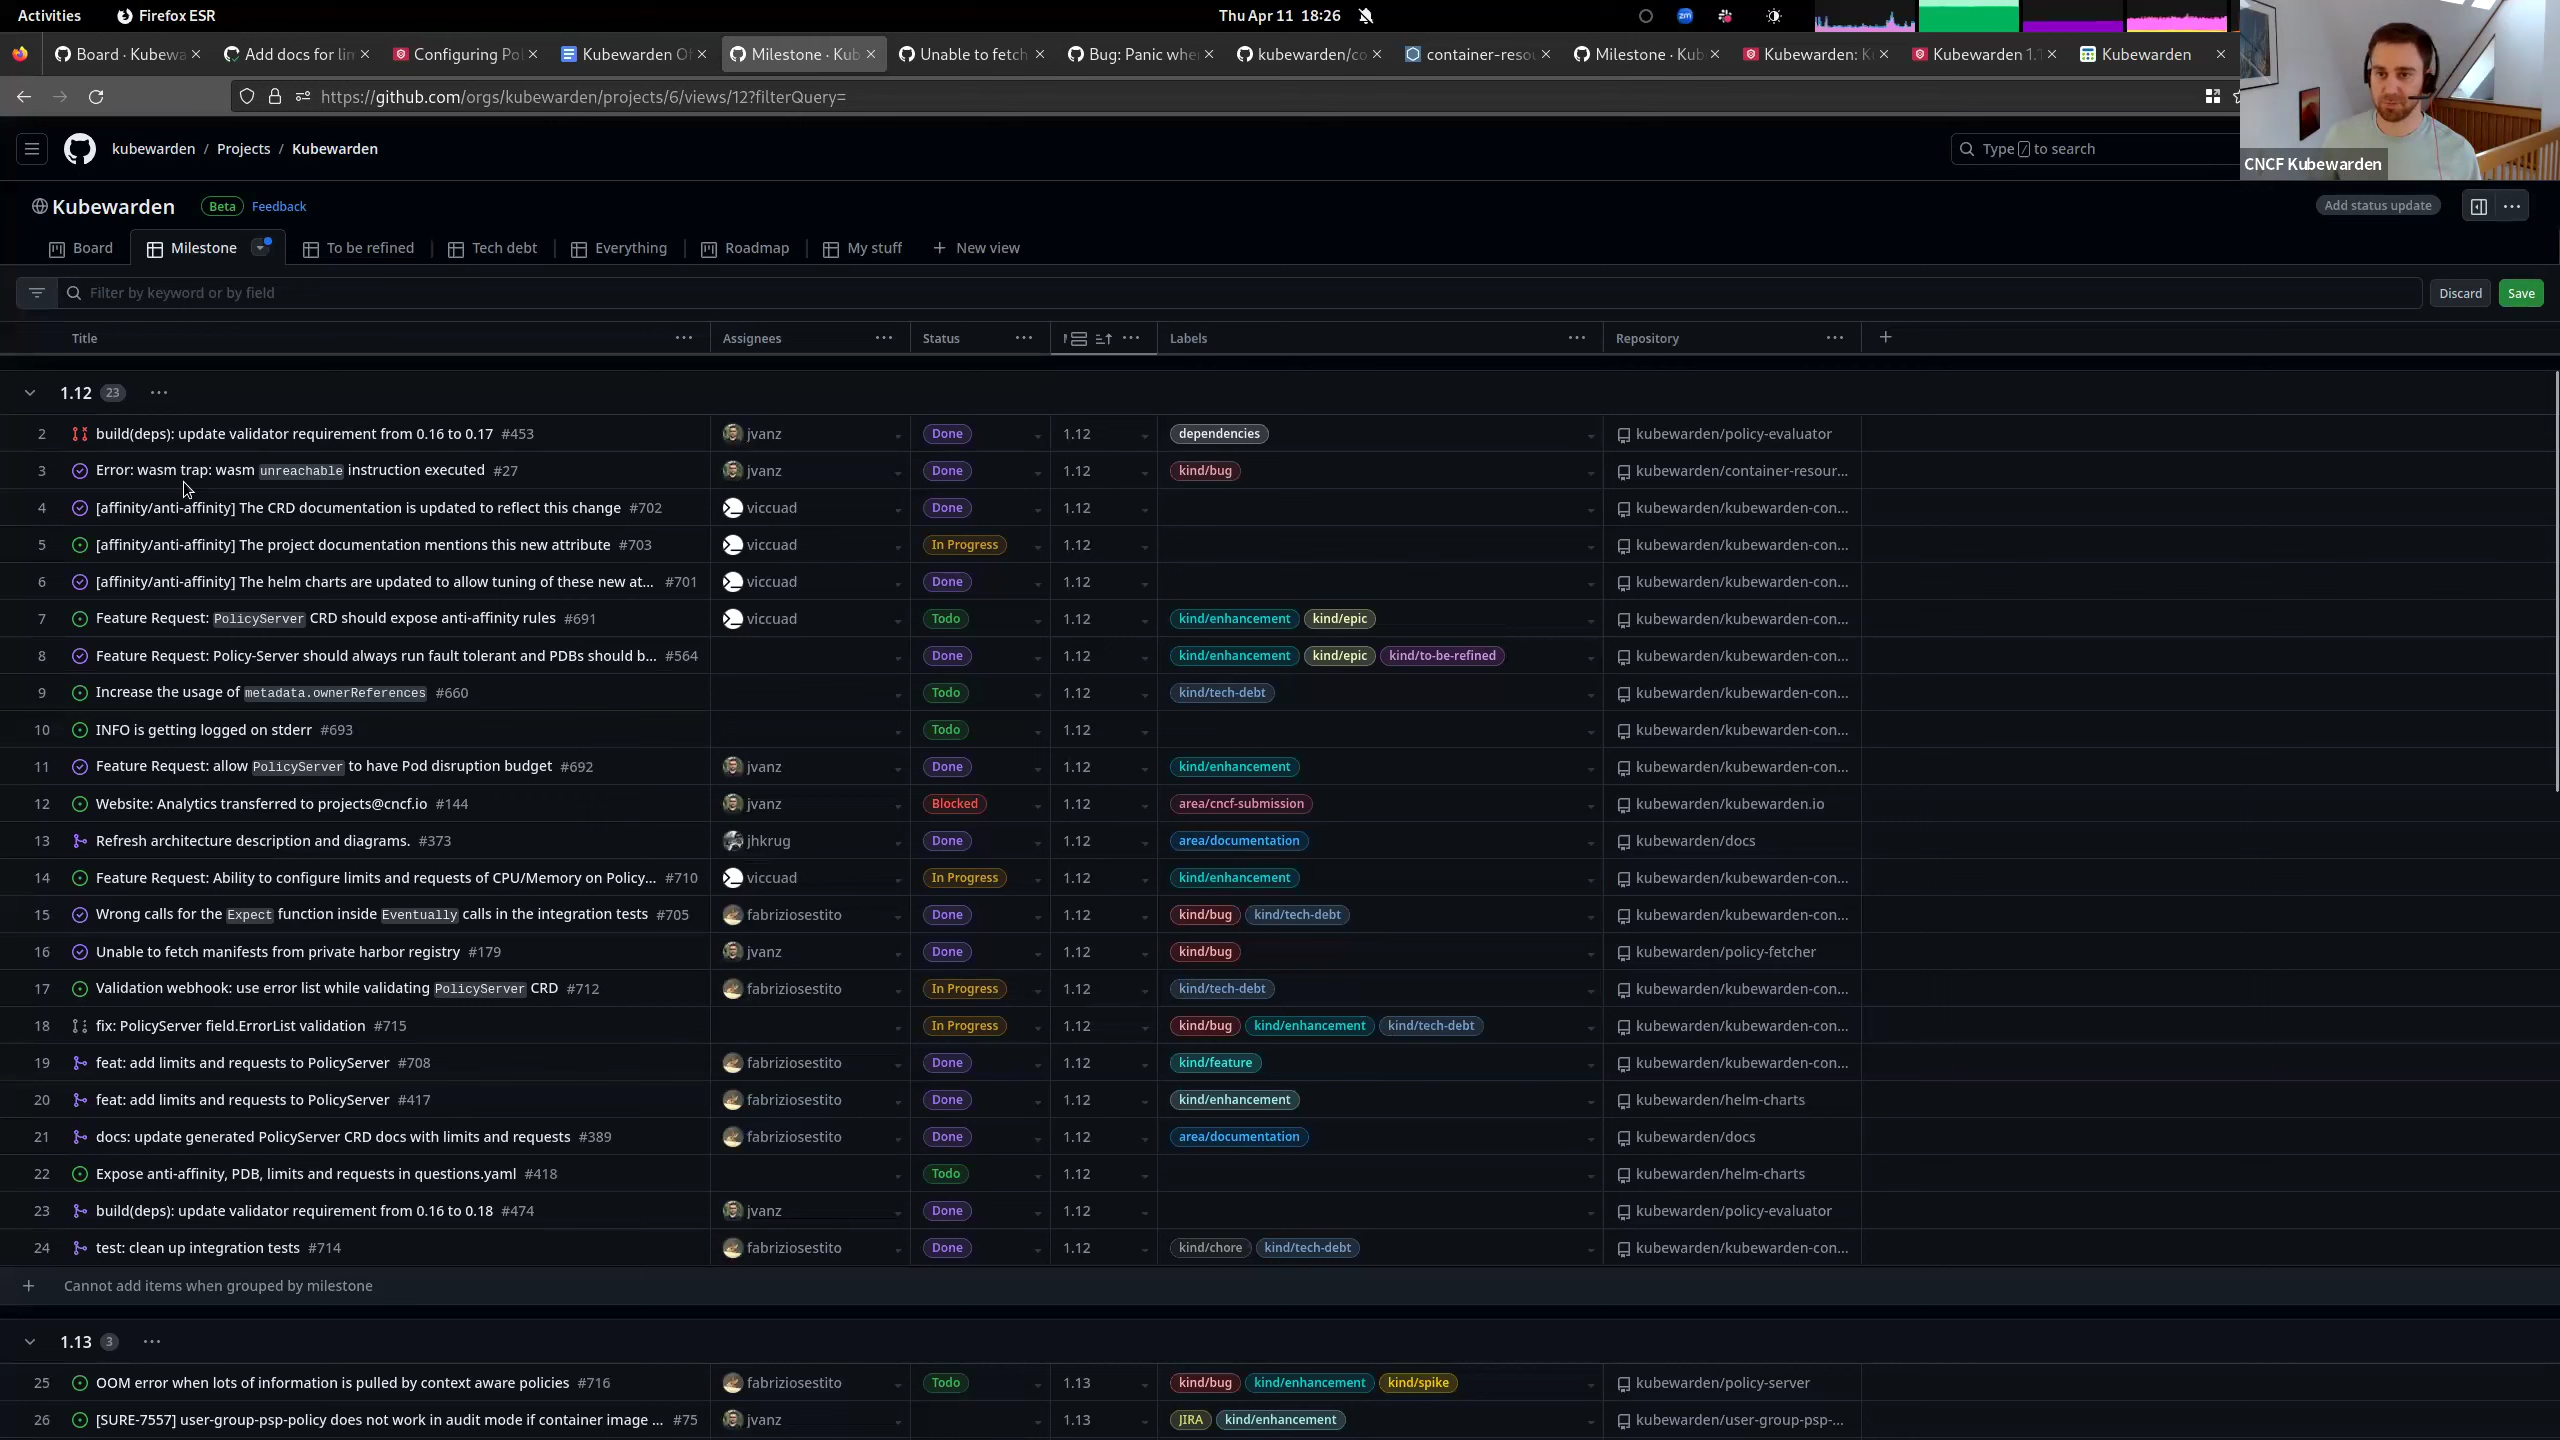 Activities Firefox ESR Thu Apr 11 18:26 zm
Board · Kubewa Add docs for lim Configuring Pol Kubewarden Of Milestone · Kub Unable to fetch Bug: Panic whe kubewarden/co container-reso Milestone · Kub Kubewarden: K Kubewarden 1.1 Kubewarden
https://github.com/orgs/kubewarden/projects/6/views/12?filterQuery=
kubewarden / Projects / Kubewarden Type / to search
CNCF Kubewarden
Kubewarden Beta Feedback Add status update
Board Milestone To be refined Tech debt Everything Roadmap My stuff + New view
Filter by keyword or by field Discard Save
Title Assignees Status Labels Repository
1.12 23
2 build(deps): update validator requirement from 0.16 to 0.17 #453 jvanz Done 1.12 dependencies kubewarden/policy-evaluator
3 Error: wasm trap: wasm unreachable instruction executed #27 jvanz Done 1.12 kind/bug kubewarden/container-resour...
4 [affinity/anti-affinity] The CRD documentation is updated to reflect this change #702 viccuad Done 1.12 kubewarden/kubewarden-con...
5 [affinity/anti-affinity] The project documentation mentions this new attribute #703 viccuad In Progress 1.12 kubewarden/kubewarden-con...
6 [affinity/anti-affinity] The helm charts are updated to allow tuning of these new at... #701 viccuad Done 1.12 kubewarden/kubewarden-con...
7 Feature Request: PolicyServer CRD should expose anti-affinity rules #691 viccuad Todo 1.12 kind/enhancement kind/epic kubewarden/kubewarden-con...
8 Feature Request: Policy-Server should always run fault tolerant and PDBs should b... #564 Done 1.12 kind/enhancement kind/epic kind/to-be-refined kubewarden/kubewarden-con...
9 Increase the usage of metadata.ownerReferences #660 Todo 1.12 kind/tech-debt kubewarden/kubewarden-con...
10 INFO is getting logged on stderr #693 Todo 1.12 kubewarden/kubewarden-con...
11 Feature Request: allow PolicyServer to have Pod disruption budget #692 jvanz Done 1.12 kind/enhancement kubewarden/kubewarden-con...
12 Website: Analytics transferred to projects@cncf.io #144 jvanz Blocked 1.12 area/cncf-submission kubewarden/kubewarden.io
13 Refresh architecture description and diagrams. #373 jhkrug Done 1.12 area/documentation kubewarden/docs
14 Feature Request: Ability to configure limits and requests of CPU/Memory on Policy... #710 viccuad In Progress 1.12 kind/enhancement kubewarden/kubewarden-con...
15 Wrong calls for the Expect function inside Eventually calls in the integration tests #705 fabriziosestito Done 1.12 kind/bug kind/tech-debt kubewarden/kubewarden-con...
16 Unable to fetch manifests from private harbor registry #179 jvanz Done 1.12 kind/bug kubewarden/policy-fetcher
17 Validation webhook: use error list while validating PolicyServer CRD #712 fabriziosestito In Progress 1.12 kind/tech-debt kubewarden/kubewarden-con...
18 fix: PolicyServer field.ErrorList validation #715 In Progress 1.12 kind/bug kind/enhancement kind/tech-debt kubewarden/kubewarden-con...
19 feat: add limits and requests to PolicyServer #708 fabriziosestito Done 1.12 kind/feature kubewarden/kubewarden-con...
20 feat: add limits and requests to PolicyServer #417 fabriziosestito Done 1.12 kind/enhancement kubewarden/helm-charts
21 docs: update generated PolicyServer CRD docs with limits and requests #389 fabriziosestito Done 1.12 area/documentation kubewarden/docs
22 Expose anti-affinity, PDB, limits and requests in questions.yaml #418 Todo 1.12 kubewarden/helm-charts
23 build(deps): update validator requirement from 0.16 to 0.18 #474 jvanz Done 1.12 kubewarden/policy-evaluator
24 test: clean up integration tests #714 fabriziosestito Done 1.12 kind/chore kind/tech-debt kubewarden/kubewarden-con...
+ Cannot add items when grouped by milestone
1.13 3
25 OOM error when lots of information is pulled by context aware policies #716 fabriziosestito Todo 1.13 kind/bug kind/enhancement kind/spike kubewarden/policy-server
26 [SURE-7557] user-group-psp-policy does not work in audit mode if container image ... #75 jvanz 1.13 JIRA kind/enhancement kubewarden/user-group-psp-...